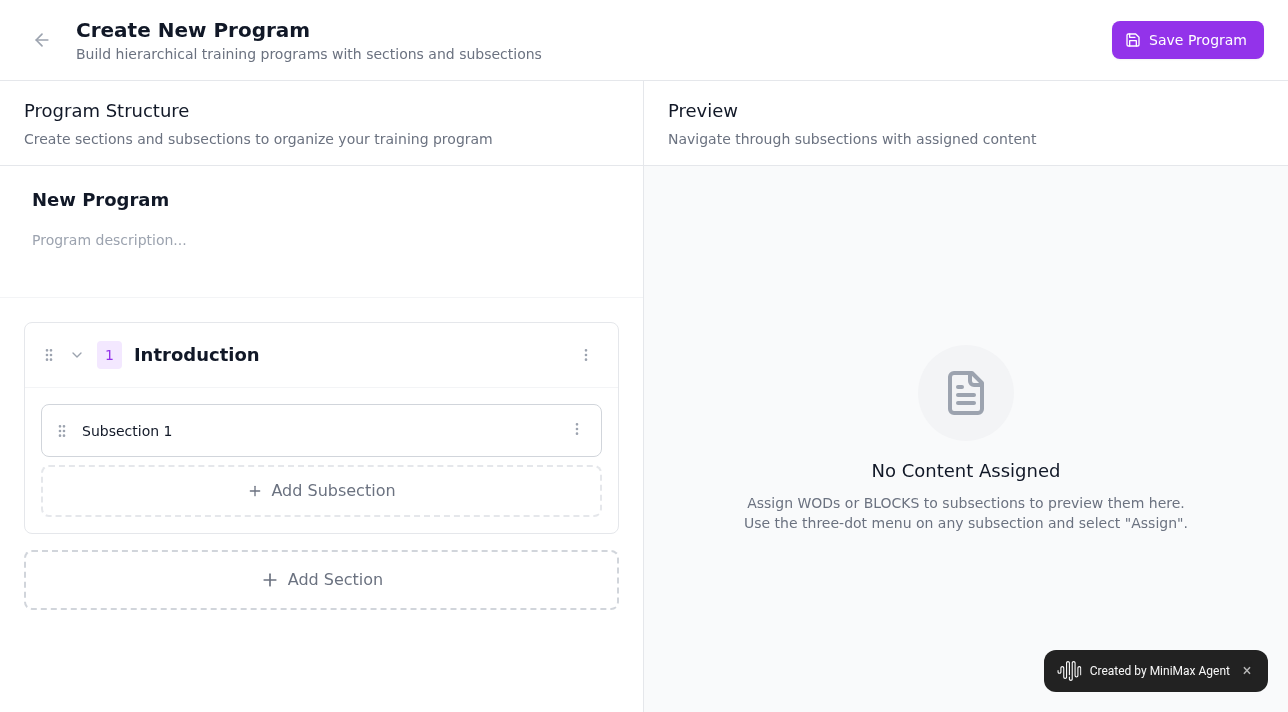 Create New Program
Build hierarchical training programs with sections and subsections
Save Program
Program Structure
Create sections and subsections to organize your training program
Preview
Navigate through subsections with assigned content
New Program
Program description...
1
Introduction
Subsection 1
Add Subsection
Add Section
No Content Assigned
Assign WODs or BLOCKS to subsections to preview them here.
Use the three-dot menu on any subsection and select "Assign".
Created by MiniMax Agent